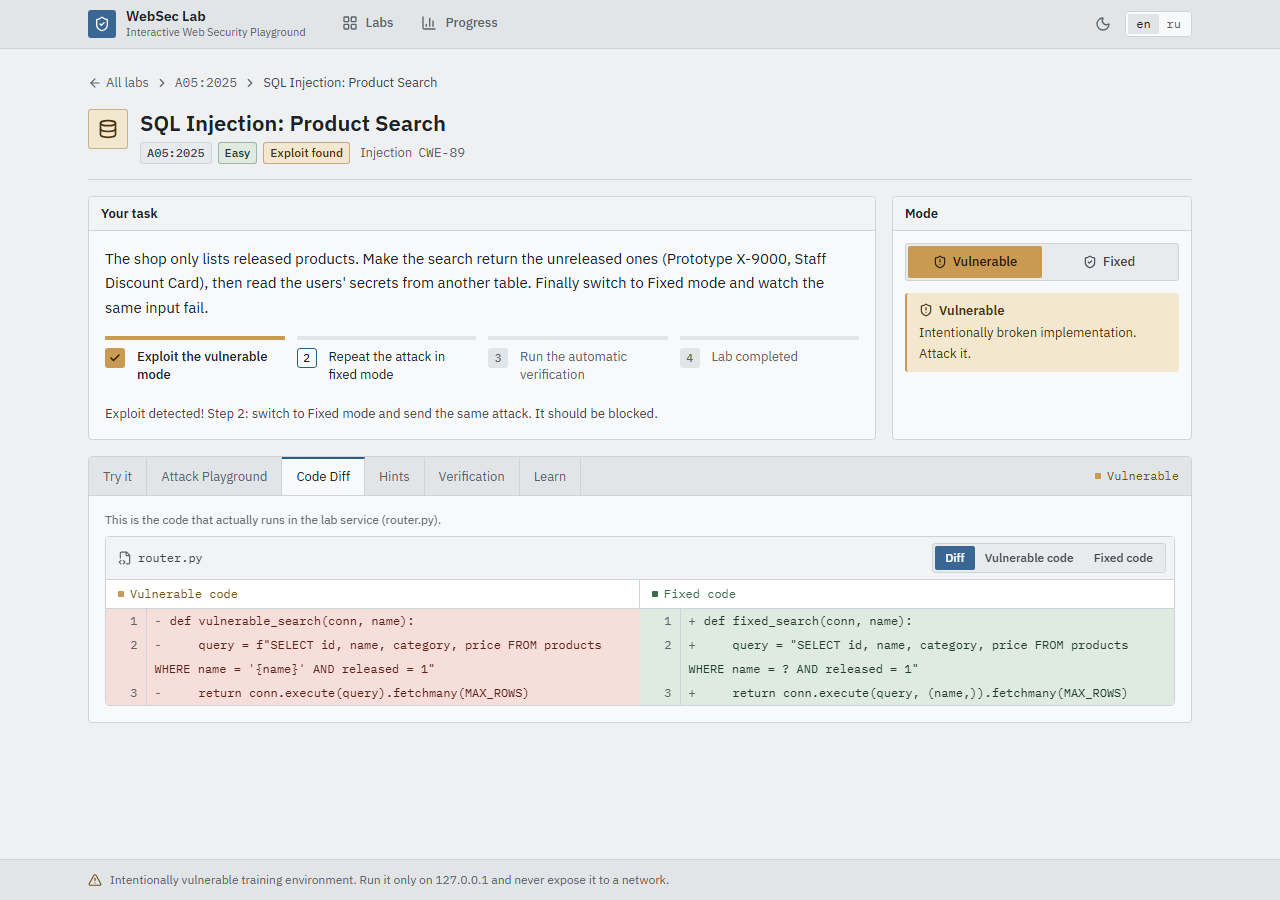 WebSec Lab
Interactive Web Security Playground
Labs
Progress
en
ru
All labs
A05:2025
SQL Injection: Product Search
SQL Injection: Product Search
A05:2025
Easy
Exploit found
Injection CWE-89
Your task
The shop only lists released products. Make the search return the unreleased ones (Prototype X-9000, Staff
Discount Card), then read the users' secrets from another table. Finally switch to Fixed mode and watch the
same input fail.
Exploit the vulnerable
mode
2
Repeat the attack in
fixed mode
3
Run the automatic
verification
4
Lab completed
Exploit detected! Step 2: switch to Fixed mode and send the same attack. It should be blocked.
Mode
Vulnerable
Fixed
Vulnerable
Intentionally broken implementation.
Attack it.
Try it
Attack Playground
Code Diff
Hints
Verification
Learn
Vulnerable
This is the code that actually runs in the lab service (router.py).
router.py
Diff
Vulnerable code
Fixed code
Vulnerable code
1 - def vulnerable_search(conn, name):
2 -     query = f"SELECT id, name, category, price FROM products
WHERE name = '{name}' AND released = 1"
3 -     return conn.execute(query).fetchmany(MAX_ROWS)
Fixed code
1 + def fixed_search(conn, name):
2 +     query = "SELECT id, name, category, price FROM products
WHERE name = ? AND released = 1"
3 +     return conn.execute(query, (name,)).fetchmany(MAX_ROWS)
Intentionally vulnerable training environment. Run it only on 127.0.0.1 and never expose it to a network.